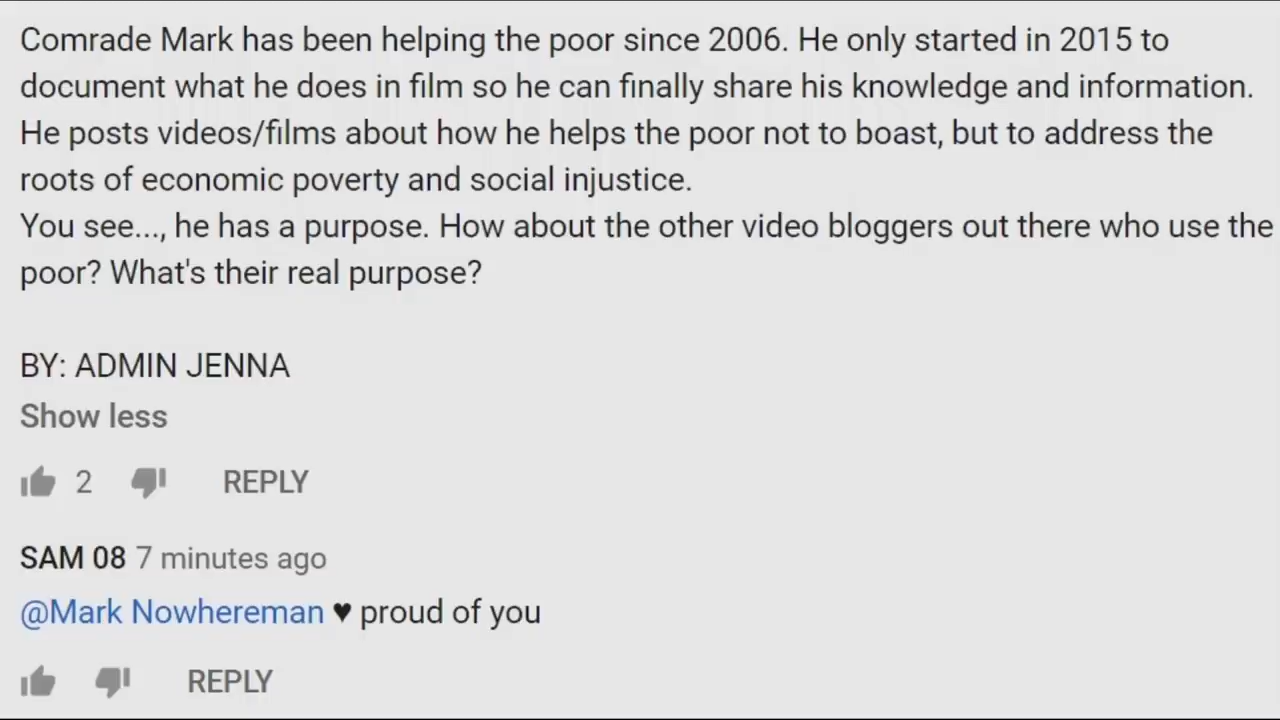 Comrade Mark has been helping the poor since 2006. He only started in 2015 to
document what he does in film so he can finally share his knowledge and information.
He posts videos/films about how he helps the poor not to boast, but to address the
roots of economic poverty and social injustice.
You see..., he has a purpose. How about the other video bloggers out there who use the
poor? What's their real purpose?
BY: ADMIN JENNA
Show less
2 REPLY
SAM 08 7 minutes ago
@Mark Nowhereman ♥ proud of you
REPLY